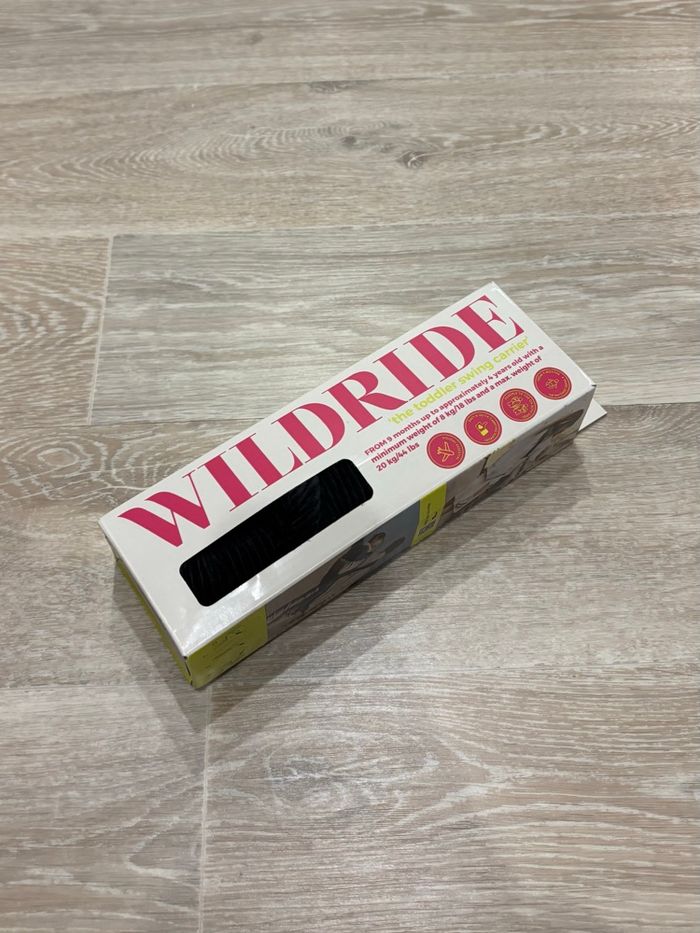 WILDRIDE
'the toddler swing carrier'
FROM 9 months up to approximately 4 years old with a
minimum weight of 8 kg/18 lbs and a max. weight of
20 kg/44 lbs